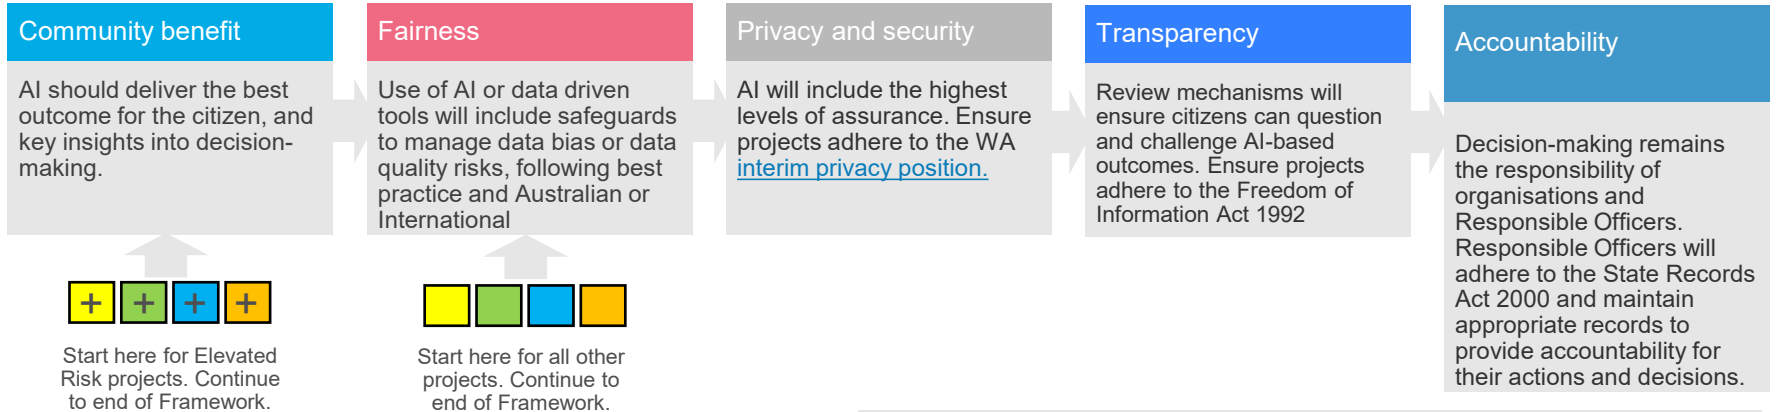 Community benefit
AI should deliver the best
outcome for the citizen, and
key insights into decision-
making.
Fairness
Use of AI or data driven
tools will include safeguards
to manage data bias or data
quality risks, following best
practice and Australian or
International
Privacy and security
AI will include the highest
levels of assurance. Ensure
projects adhere to the WA
interim privacy position.
Transparency
Review mechanisms will
ensure citizens can question
and challenge AI-based
outcomes. Ensure projects
adhere to the Freedom of
Information Act 1992
Accountability
Decision-making remains
the responsibility of
organisations and
Responsible Officers.
Responsible Officers will
adhere to the State Records
Act 2000 and maintain
appropriate records to
provide accountability for
their actions and decisions.
+ + + +
Start here for Elevated
Risk projects. Continue
to end of Framework.
Start here for all other
projects. Continue to
end of Framework.